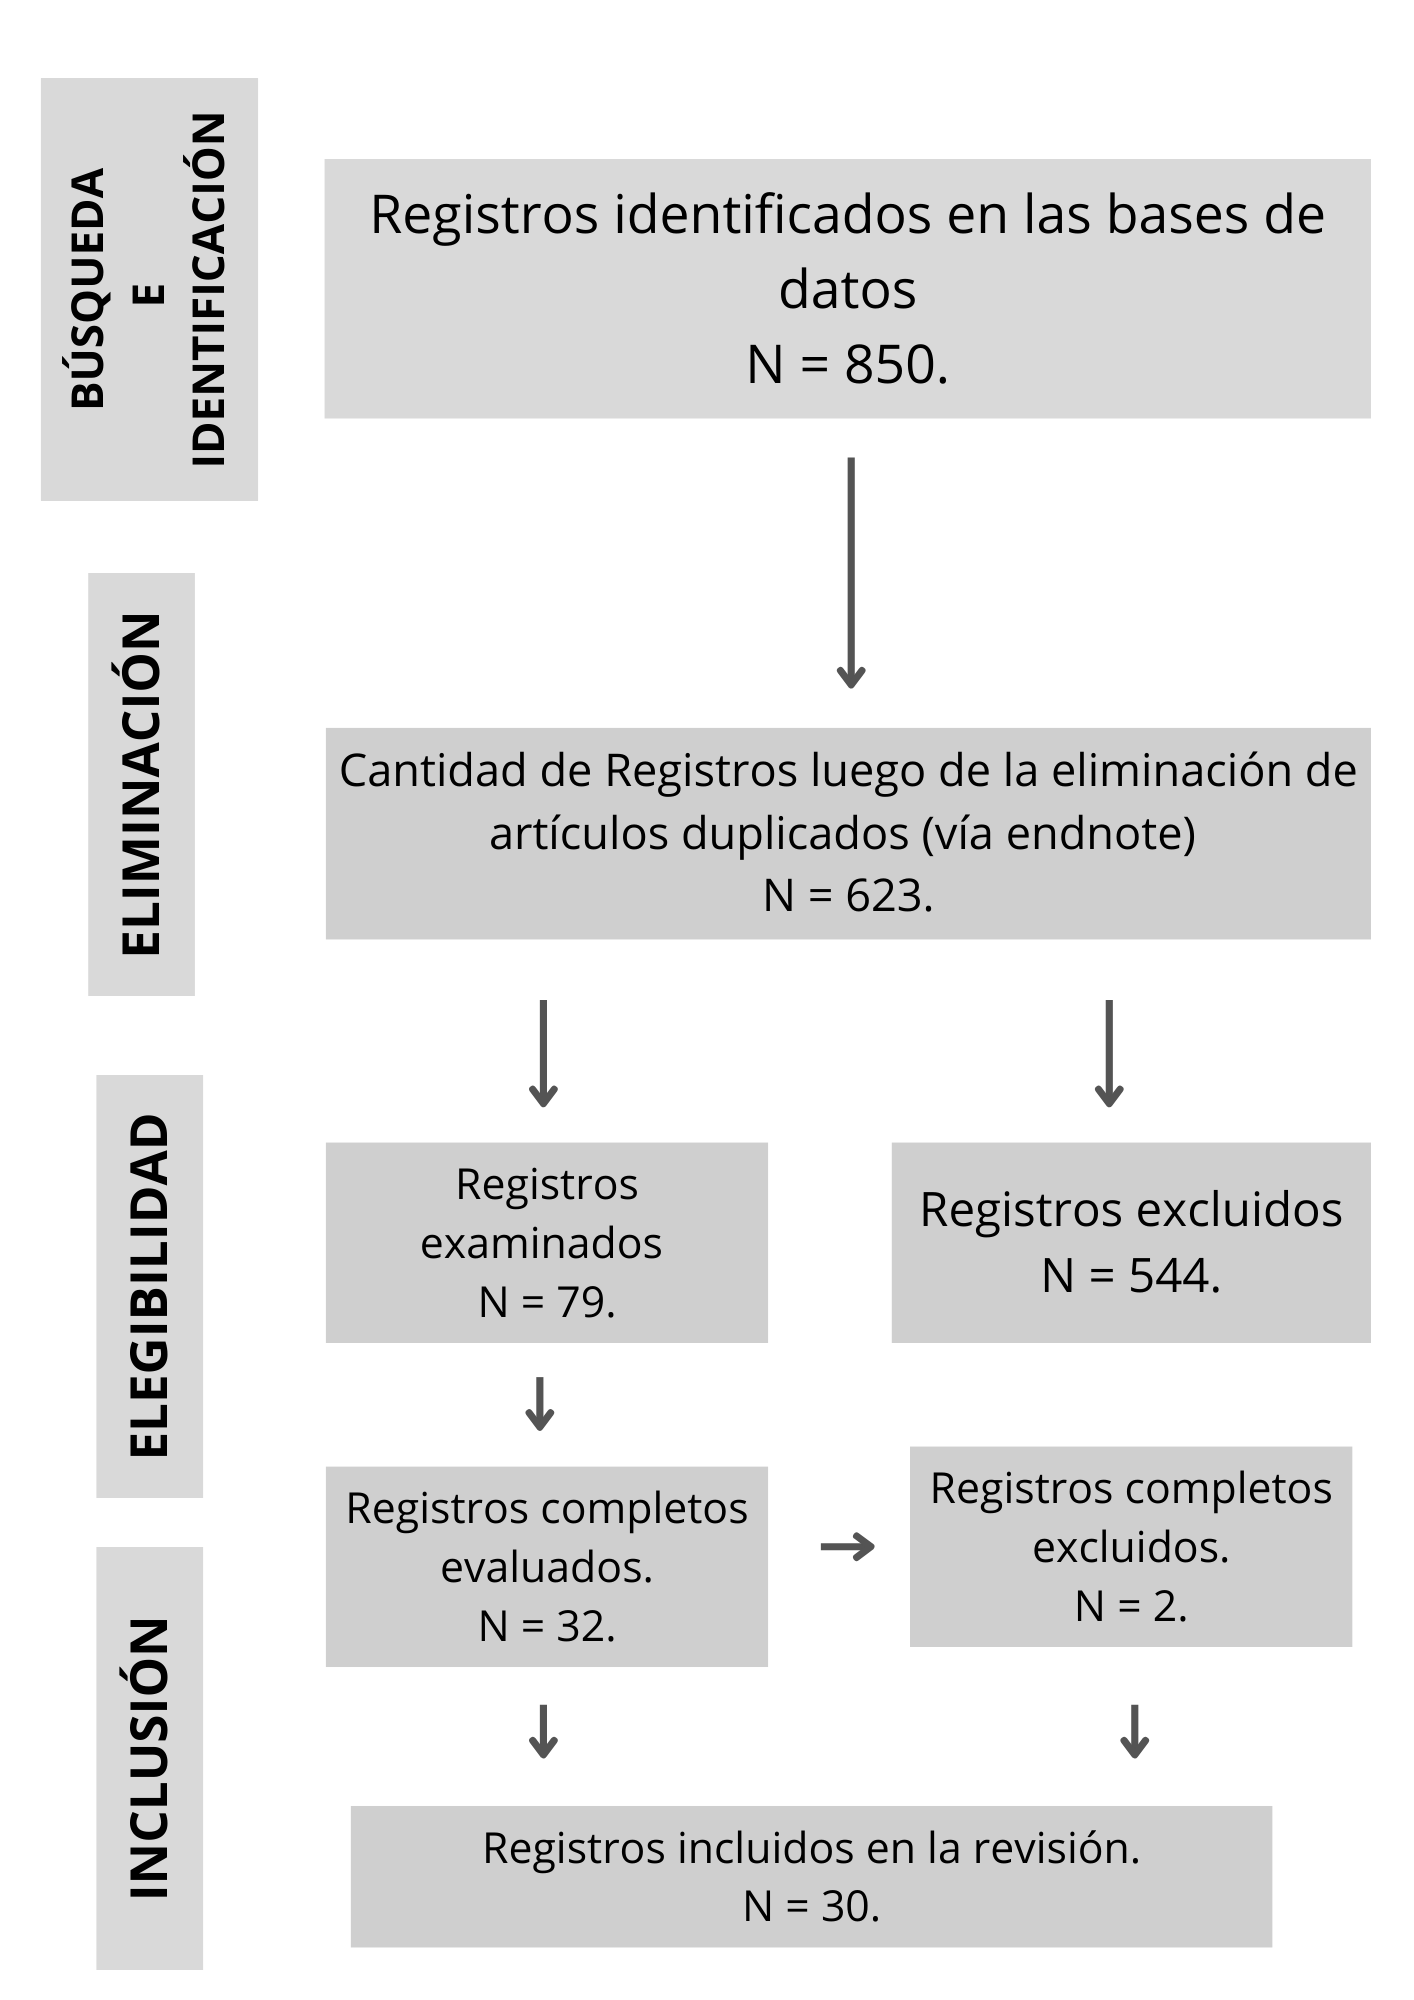 BÚSQUEDA
E
IDENTIFICACIÓN
Registros identificados en las bases de
datos
N = 850.
ELIMINACIÓN
Cantidad de Registros luego de la eliminación de
artículos duplicados (vía endnote)
N = 623.
ELEGIBILIDAD
Registros
examinados
N = 79.
Registros excluidos
N = 544.
Registros completos
evaluados.
N = 32.
Registros completos
excluidos.
N = 2.
INCLUSIÓN
Registros incluidos en la revisión.
N = 30.